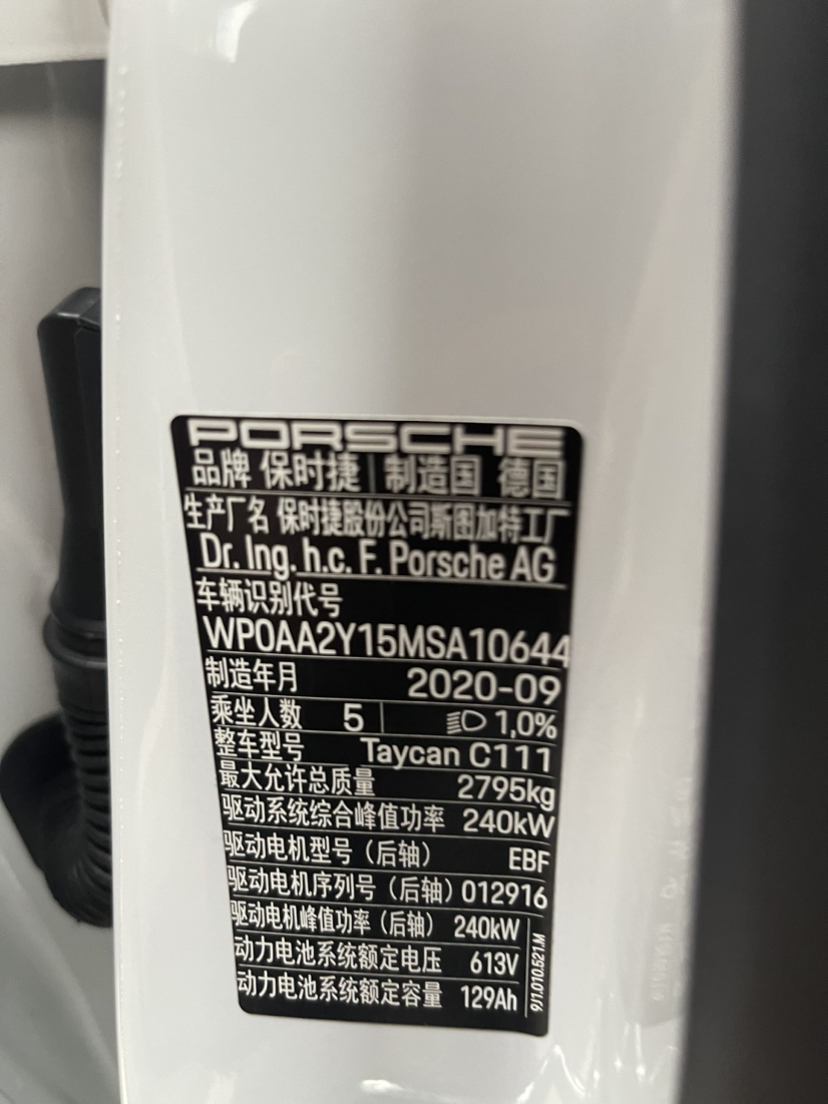 PORSCHE
品牌 保时捷 制造国 德国
生产厂名 保时捷股份公司斯图加特工厂
Dr. Ing. h.c. F. Porsche AG
车辆识别代号
WP0AA2Y15MSA10644
制造年月 2020-09
乘坐人数 5 1,0%
整车型号 Taycan C111
最大允许总质量 2795kg
驱动系统综合峰值功率 240kW
驱动电机型号（后轴） EBF
驱动电机序列号（后轴）012916
驱动电机峰值功率（后轴） 240kW
动力电池系统额定电压 613V
动力电池系统额定容量 129Ah
9J1.010.521.M